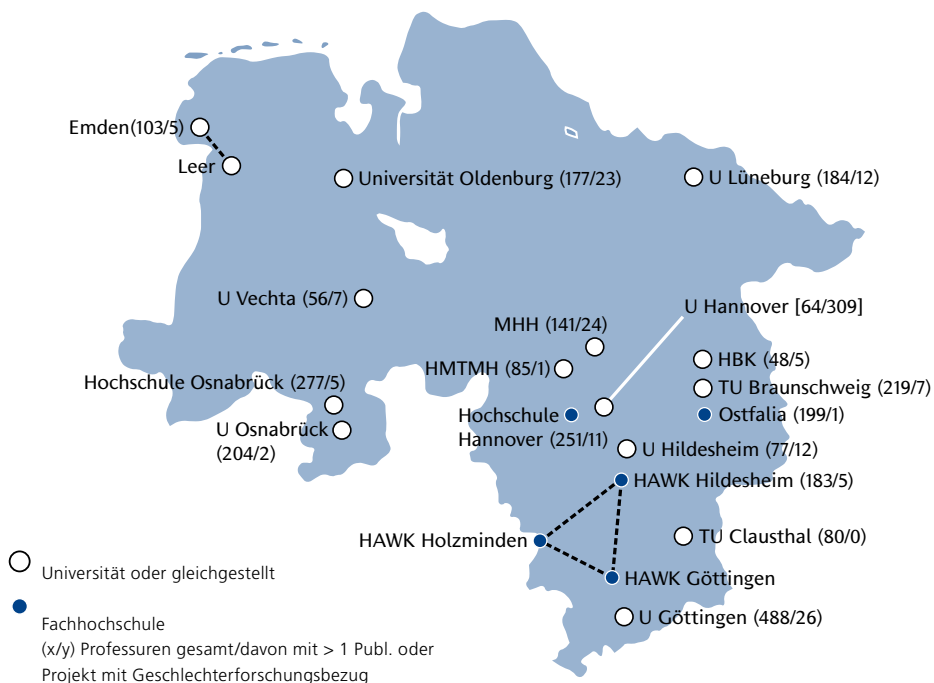 Emden(103/5)
Leer
Universität Oldenburg (177/23)
U Lüneburg (184/12)
U Vechta (56/7)
U Hannover [64/309]
MHH (141/24)
HMTMH (85/1)
HBK (48/5)
Hochschule Osnabrück (277/5)
TU Braunschweig (219/7)
Hochschule
Hannover (251/11)
Ostfalia (199/1)
U Osnabrück
(204/2)
U Hildesheim (77/12)
HAWK Hildesheim (183/5)
HAWK Holzminden
TU Clausthal (80/0)
HAWK Göttingen
U Göttingen (488/26)
Universität oder gleichgestellt
Fachhochschule
(x/y) Professuren gesamt/davon mit > 1 Publ. oder
Projekt mit Geschlechterforschungsbezug